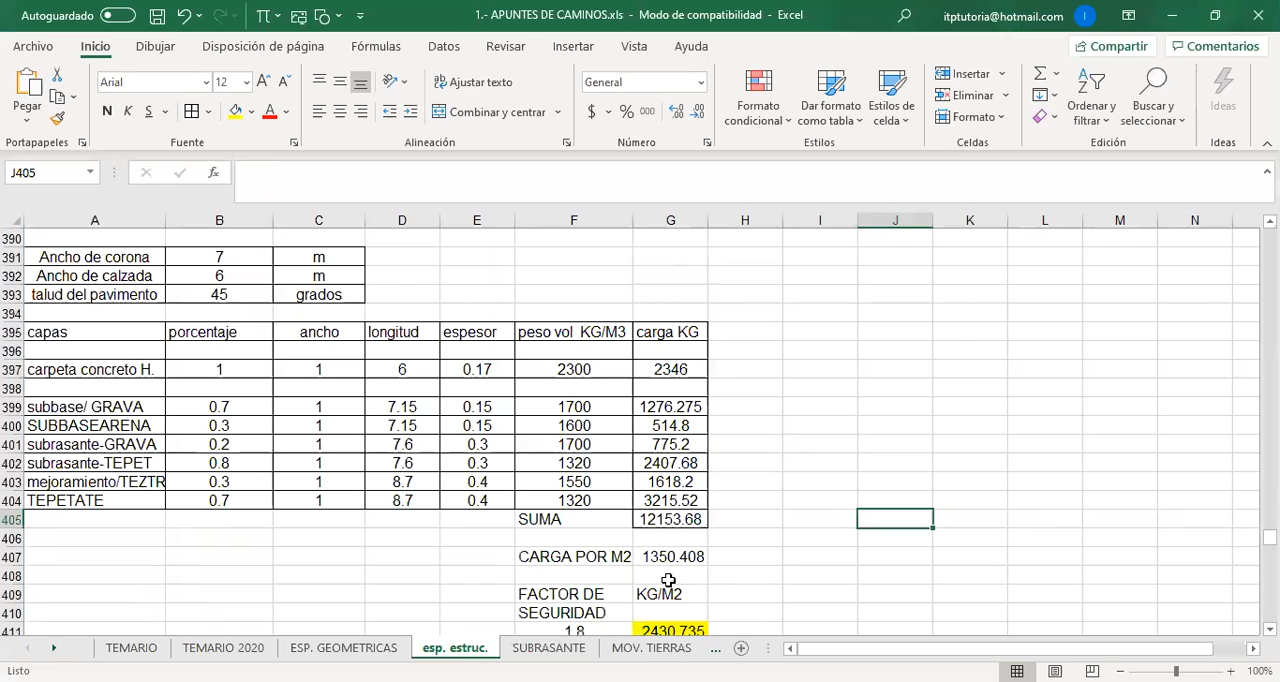 Autoguardado
1.- APUNTES DE CAMINOS.xls - Modo de compatibilidad - Excel
itptutoria@hotmail.com
I
Archivo Inicio Dibujar Disposición de página Fórmulas Datos Revisar Insertar Vista Ayuda
Compartir Comentarios
Pegar
Arial 12
Ajustar texto
General
Formato condicional
Dar formato como tabla
Estilos de celda
Insertar
Eliminar
Formato
Ordenar y filtrar
Buscar y seleccionar
Ideas
N K S
Combinar y centrar
$ % 000
Portapapeles Fuente Alineación Número Estilos Celdas Edición Ideas
J405 fx
A B C D E F G H I J K L M N
390
391 Ancho de corona 7 m
392 Ancho de calzada 6 m
393 talud del pavimento 45 grados
394
395 capas porcentaje ancho longitud espesor peso vol KG/M3 carga KG
396
397 carpeta concreto H. 1 1 6 0.17 2300 2346
398
399 subbase/ GRAVA 0.7 1 7.15 0.15 1700 1276.275
400 SUBBASEARENA 0.3 1 7.15 0.15 1600 514.8
401 subrasante-GRAVA 0.2 1 7.6 0.3 1700 775.2
402 subrasante-TEPET 0.8 1 7.6 0.3 1320 2407.68
403 mejoramiento/TEZTR 0.3 1 8.7 0.4 1550 1618.2
404 TEPETATE 0.7 1 8.7 0.4 1320 3215.52
405 SUMA 12153.68
406
407 CARGA POR M2 1350.408
408
409 FACTOR DE KG/M2
410 SEGURIDAD
411 1.8 2430.735
TEMARIO TEMARIO 2020 ESP. GEOMETRICAS esp. estruc. SUBRASANTE MOV. TIERRAS ...
Listo 100%